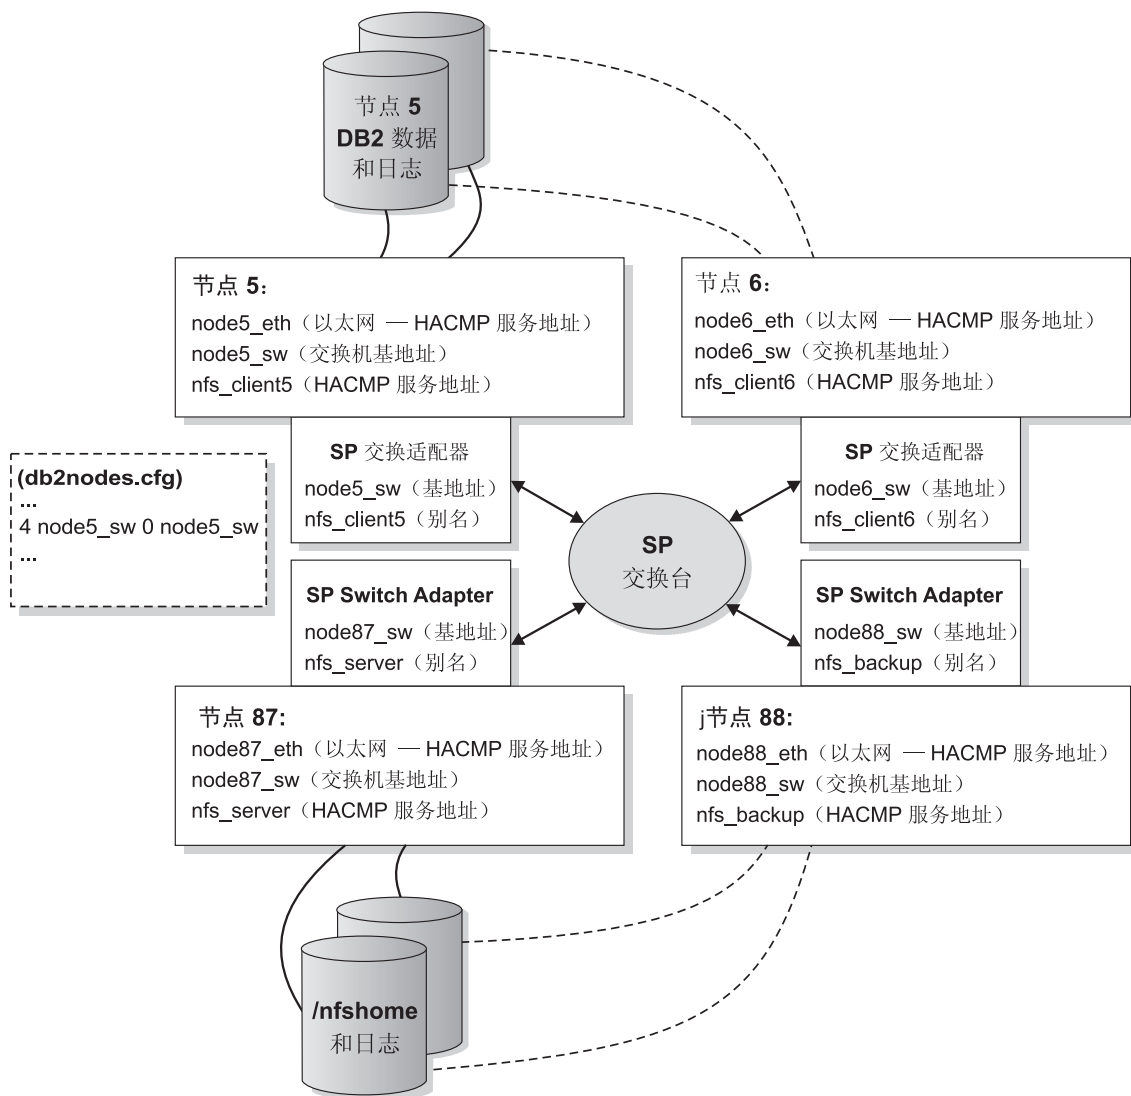 节点 5
DB2 数据
和日志
节点 5：
node5_eth（以太网 — HACMP 服务地址）
node5_sw（交换机基地址）
nfs_client5（HACMP 服务地址）
节点 6：
node6_eth（以太网 — HACMP 服务地址）
node6_sw（交换机基地址）
nfs_client6（HACMP 服务地址）
(db2nodes.cfg)
...
4 node5_sw 0 node5_sw
...
SP 交换适配器
node5_sw（基地址）
nfs_client5（别名）
SP 交换适配器
node6_sw（基地址）
nfs_client6（别名）
SP
交换台
SP Switch Adapter
node87_sw（基地址）
nfs_server（别名）
SP Switch Adapter
node88_sw（基地址）
nfs_backup（别名）
节点 87:
node87_eth（以太网 — HACMP 服务地址）
node87_sw（交换机基地址）
nfs_server（HACMP 服务地址）
j节点 88:
node88_eth（以太网 — HACMP 服务地址）
node88_sw（交换机基地址）
nfs_backup（HACMP 服务地址）
/nfshome
和日志